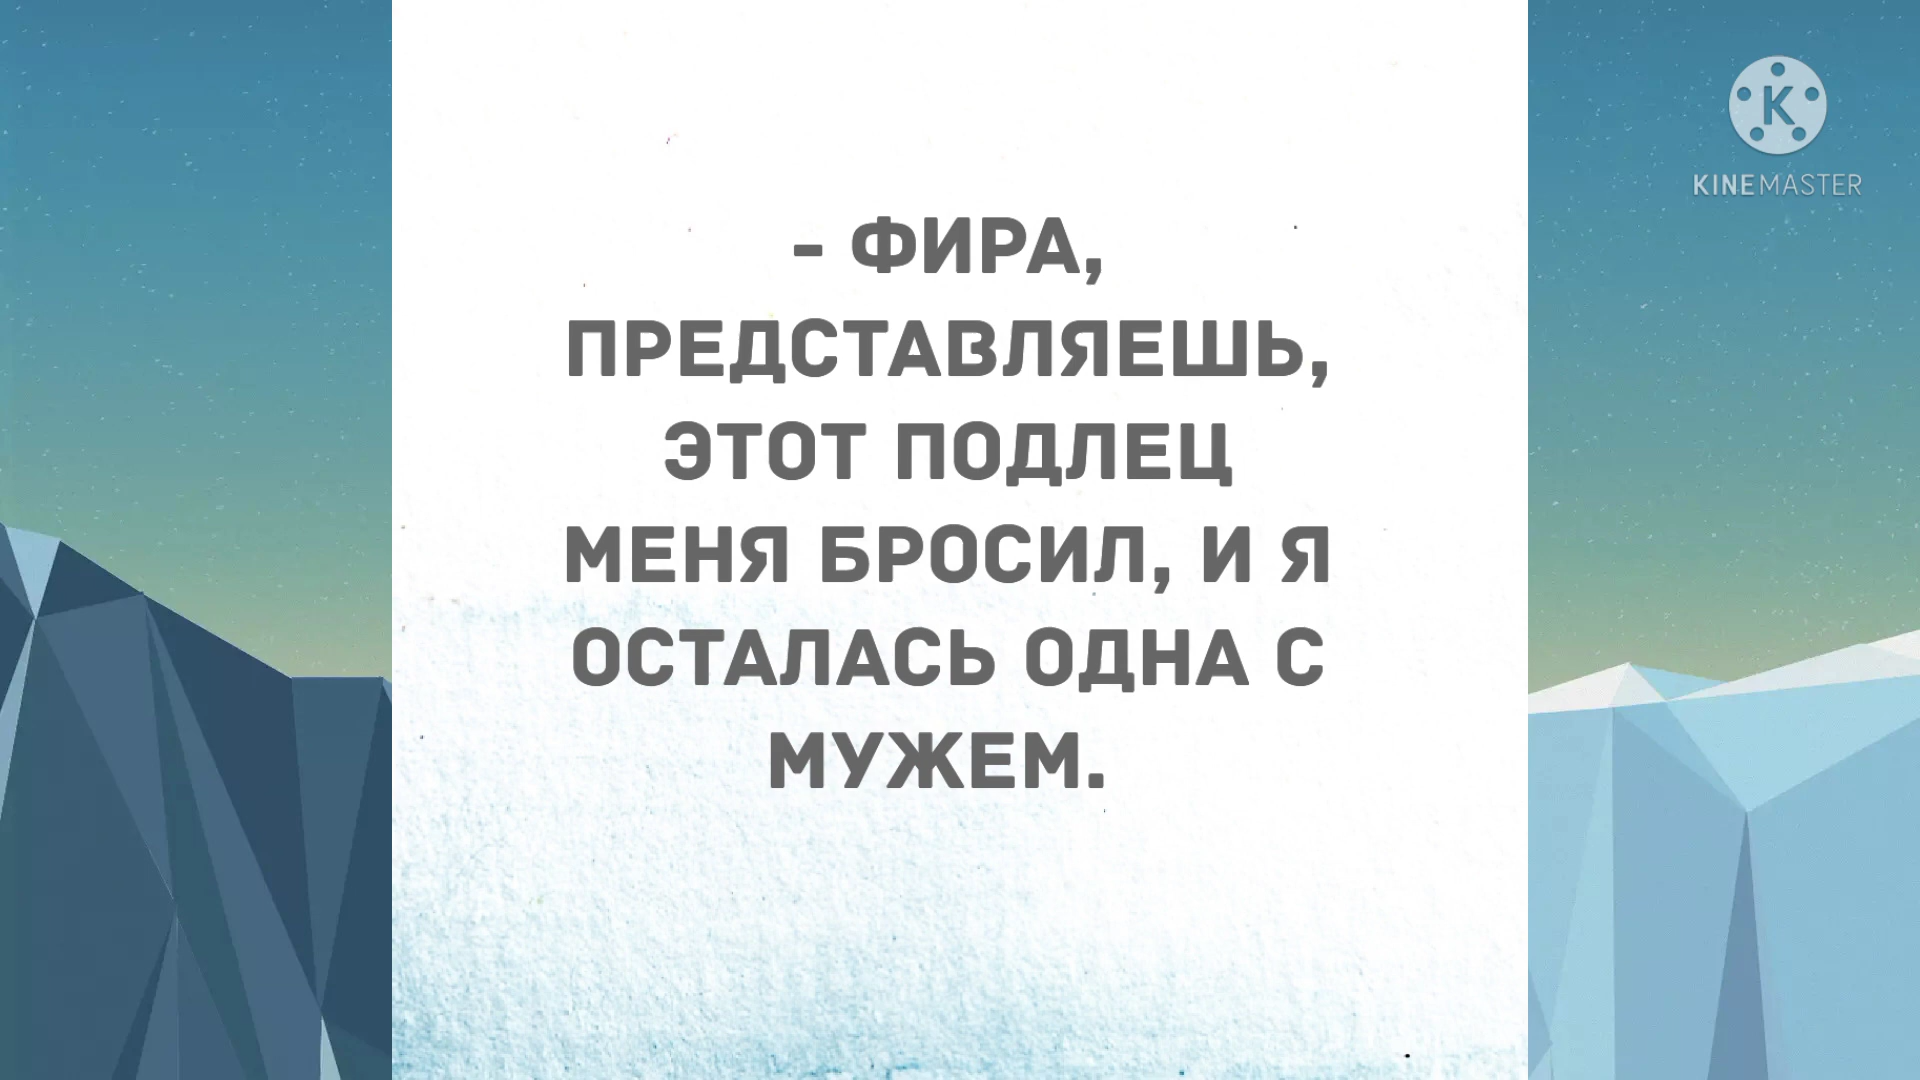 - ФИРА,
ПРЕДСТАВЛЯЕШЬ,
ЭТОТ ПОДЛЕЦ
МЕНЯ БРОСИЛ, И Я
ОСТАЛАСЬ ОДНА С
МУЖЕМ.
K
KINEMASTER